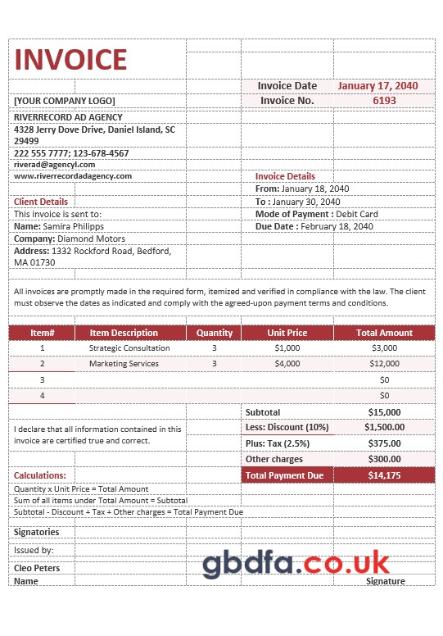 INVOICE
Invoice Date January 17, 2040
[YOUR COMPANY LOGO] Invoice No. 6193
RIVERRECORD AD AGENCY
4328 Jerry Dove Drive, Daniel Island, SC
29499
222 555 7777; 123-678-4567
riverad@agencyl.com
www.riverrecordadagency.com Invoice Details
From: January 18, 2040
Client Details To : January 30, 2040
This invoice is sent to: Mode of Payment : Debit Card
Name: Samira Philipps Due Date : February 18, 2040
Company: Diamond Motors
Address: 1332 Rockford Road, Bedford,
MA 01730
All invoices are promptly made in the required form, itemized and verified in compliance with the law. The client
must observe the dates as indicated and comply with the agreed-upon payment terms and conditions.
Item# Item Description Quantity Unit Price Total Amount
1 Strategic Consultation 3 $1,000 $3,000
2 Marketing Services 3 $4,000 $12,000
3 $0
4 $0
Subtotal $15,000
I declare that all information contained in this
invoice are certified true and correct.
Less: Discount (10%) $1,500.00
Plus: Tax (2.5%) $375.00
Other charges $300.00
Calculations: Total Payment Due $14,175
Quantity x Unit Price = Total Amount
Sum of all items under Total Amount = Subtotal
Subtotal - Discount + Tax + Other charges = Total Payment Due
Signatories
Issued by:
gbdfa.co.uk
Cleo Peters
Name Signature